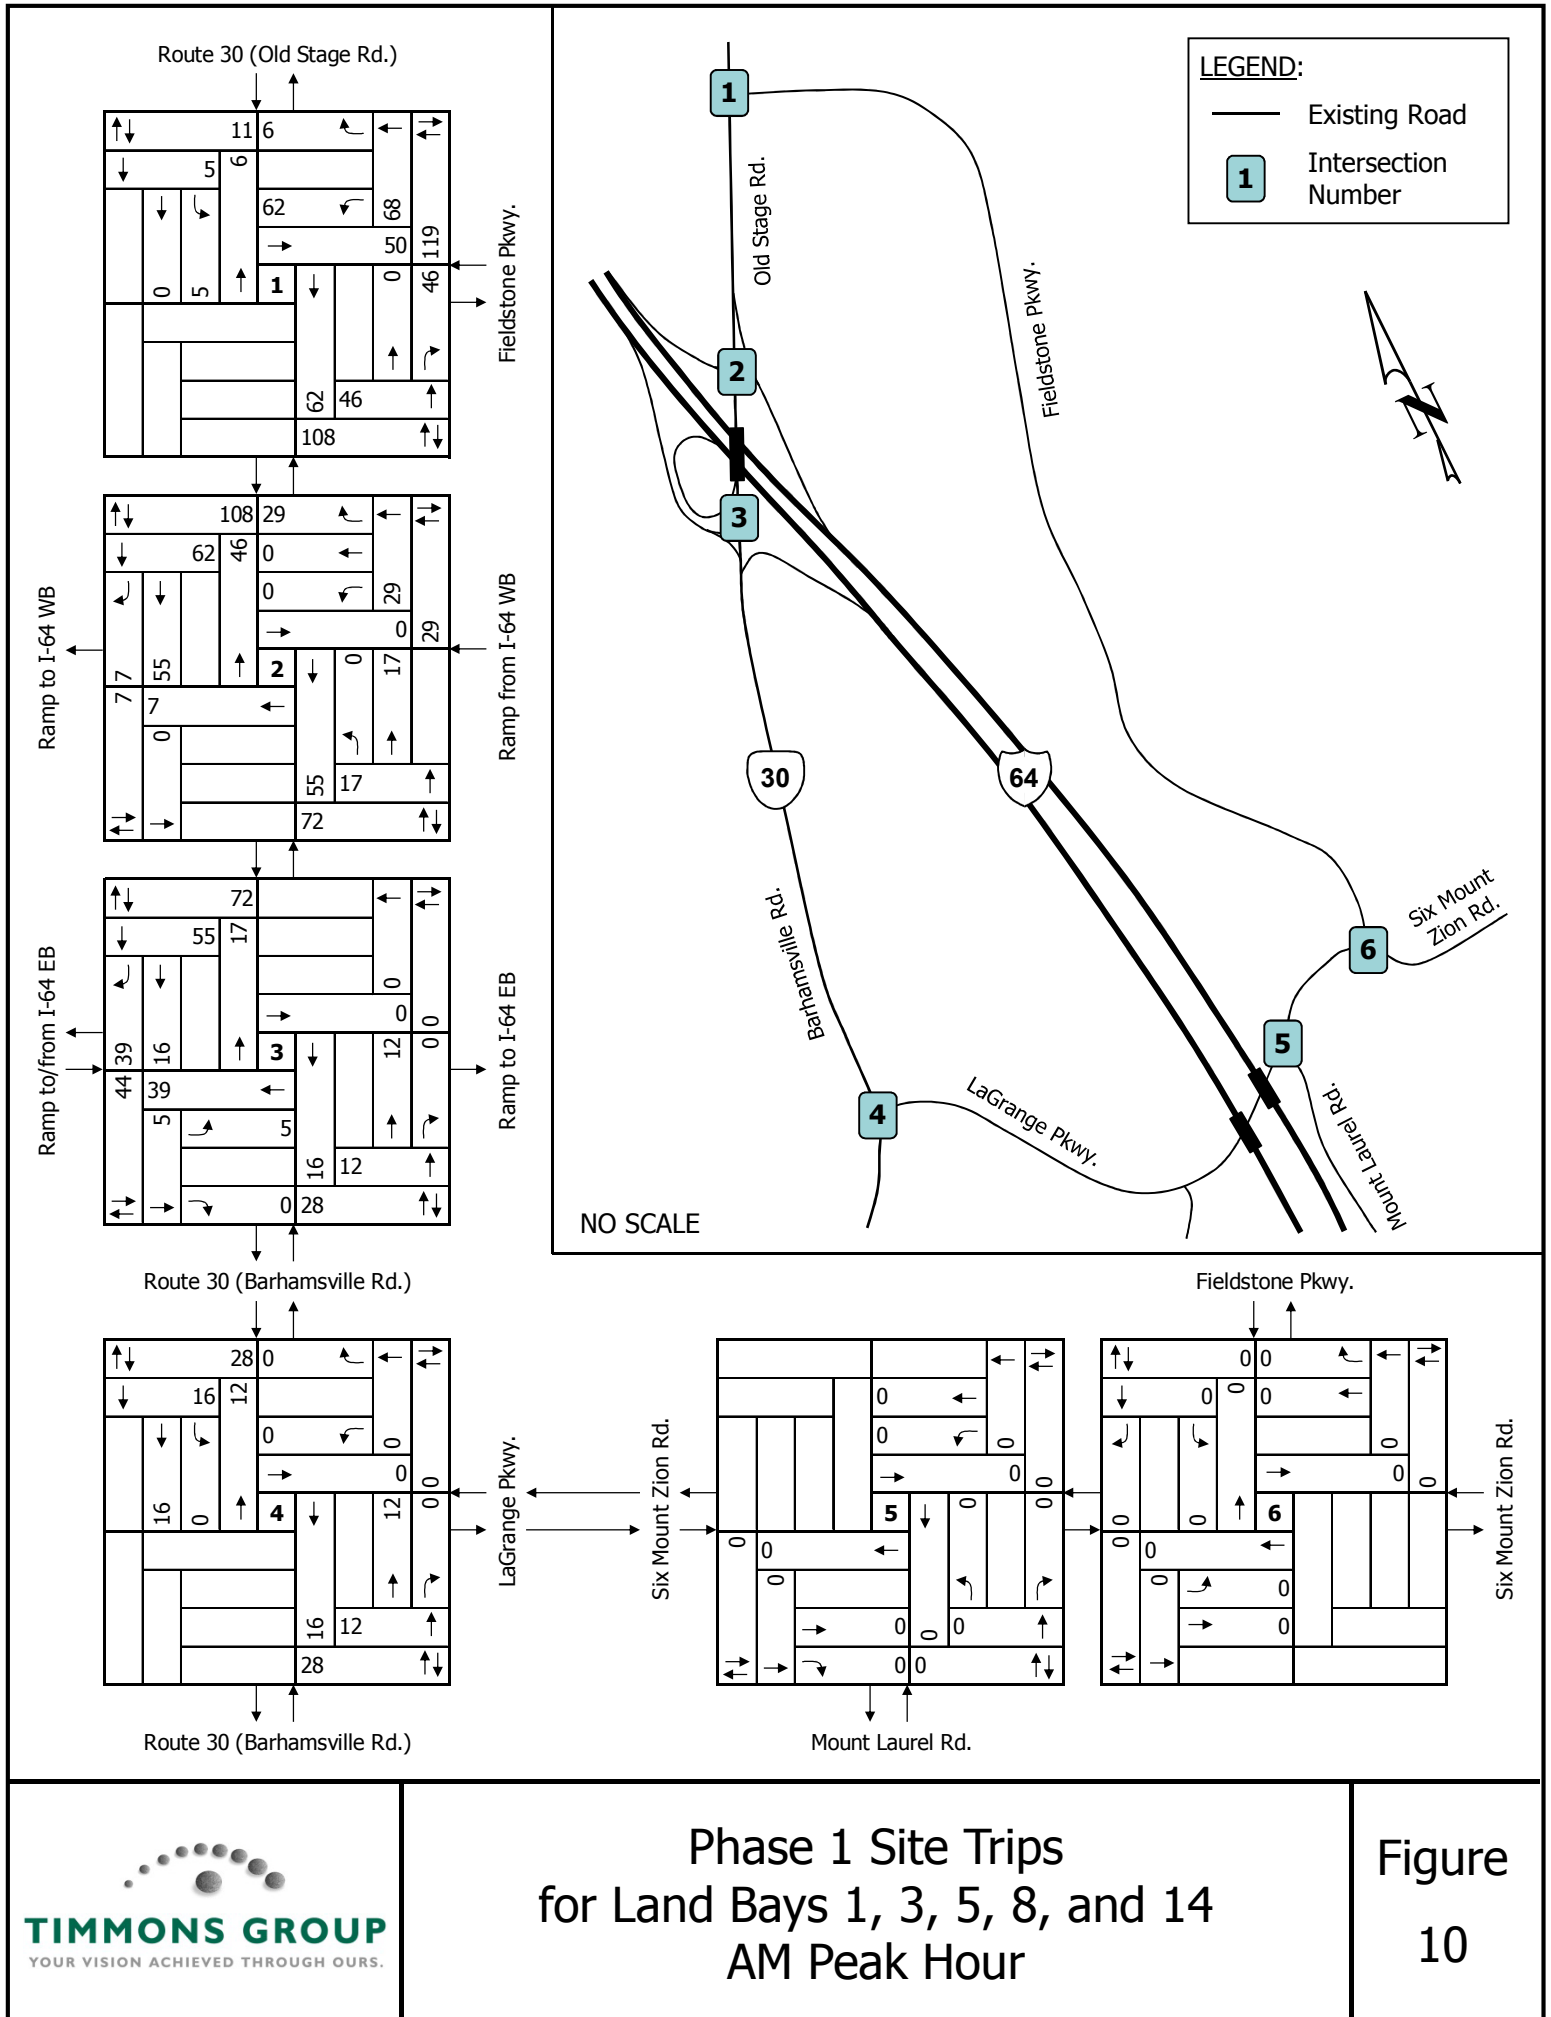 Route 30 (Old Stage Rd.)
11 6
5 6
62 68
50 119
0 5 1 0 46
62 46
108
Fieldstone Pkwy.
108 29
62 46 0
0 29
0 29
7 55 2 0 17
7 7
0
55 17
72
Ramp to I-64 WB
Ramp from I-64 WB
72
55 17
0
0 0
39 16 3 12 0
44 39
5 5
16 12
0 28
Ramp to/from I-64 EB
Ramp to I-64 EB
Route 30 (Barhamsville Rd.)
28 0
16 12
0 0
0 0
16 0 4 12 0
16 12
28
LaGrange Pkwy.
Route 30 (Barhamsville Rd.)
LEGEND:
Existing Road
1 Intersection
Number
1
Old Stage Rd.
Fieldstone Pkwy.
2
3
30
64
Barhamsville Rd.
Six Mount
Zion Rd.
6
5
4
LaGrange Pkwy.
Mount Laurel Rd.
N
NO SCALE
Six Mount Zion Rd.
0
0 0
0 0
5 0 0
0 0
0
0 0 0
0 0
Mount Laurel Rd.
Fieldstone Pkwy.
0 0
0 0 0
0
0 0
0 0 6
0 0
0 0
0
Six Mount Zion Rd.
Six Mount Zion Rd.
TIMMONS GROUP
YOUR VISION ACHIEVED THROUGH OURS.
Phase 1 Site Trips
for Land Bays 1, 3, 5, 8, and 14
AM Peak Hour
Figure
10